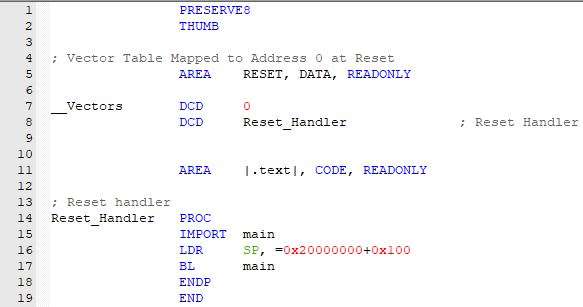 1 PRESERVE8
2 THUMB
3
4 ; Vector Table Mapped to Address 0 at Reset
5 AREA RESET, DATA, READONLY
6
7 __Vectors DCD 0
8 DCD Reset_Handler ; Reset Handler
9
10
11 AREA |.text|, CODE, READONLY
12
13 ; Reset handler
14 Reset_Handler PROC
15 IMPORT main
16 LDR SP, =0x20000000+0x100
17 BL main
18 ENDP
19 END